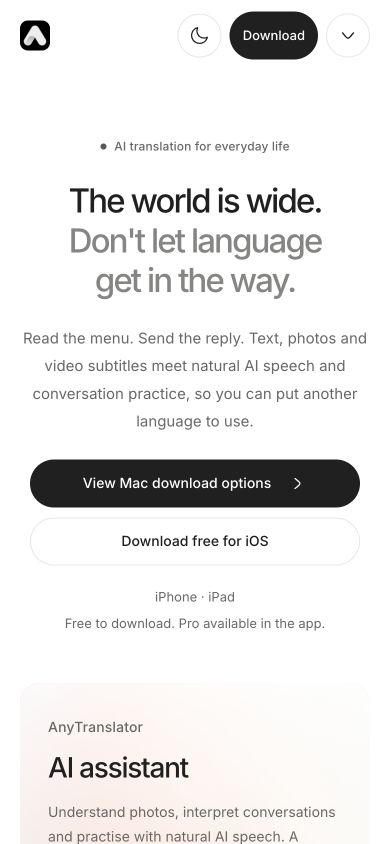 Download
AI translation for everyday life
The world is wide.
Don't let language
get in the way.
Read the menu. Send the reply. Text, photos and
video subtitles meet natural AI speech and
conversation practice, so you can put another
language to use.
View Mac download options
Download free for iOS
iPhone · iPad
Free to download. Pro available in the app.
AnyTranslator
AI assistant
Understand photos, interpret conversations
and practise with natural AI speech. A